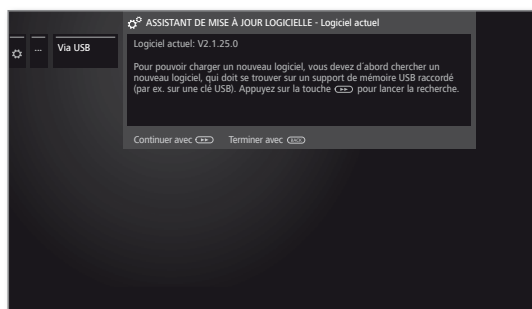 ASSISTANT DE MISE À JOUR LOGICIELLE - Logiciel actuel
... Via USB
Logiciel actuel: V2.1.25.0
Pour pouvoir charger un nouveau logiciel, vous devez d´abord chercher un
nouveau logiciel, qui doit se trouver sur un support de mémoire USB raccordé
(par ex. sur une clé USB). Appuyez sur la touche pour lancer la recherche.
Continuer avec Terminer avec BACK